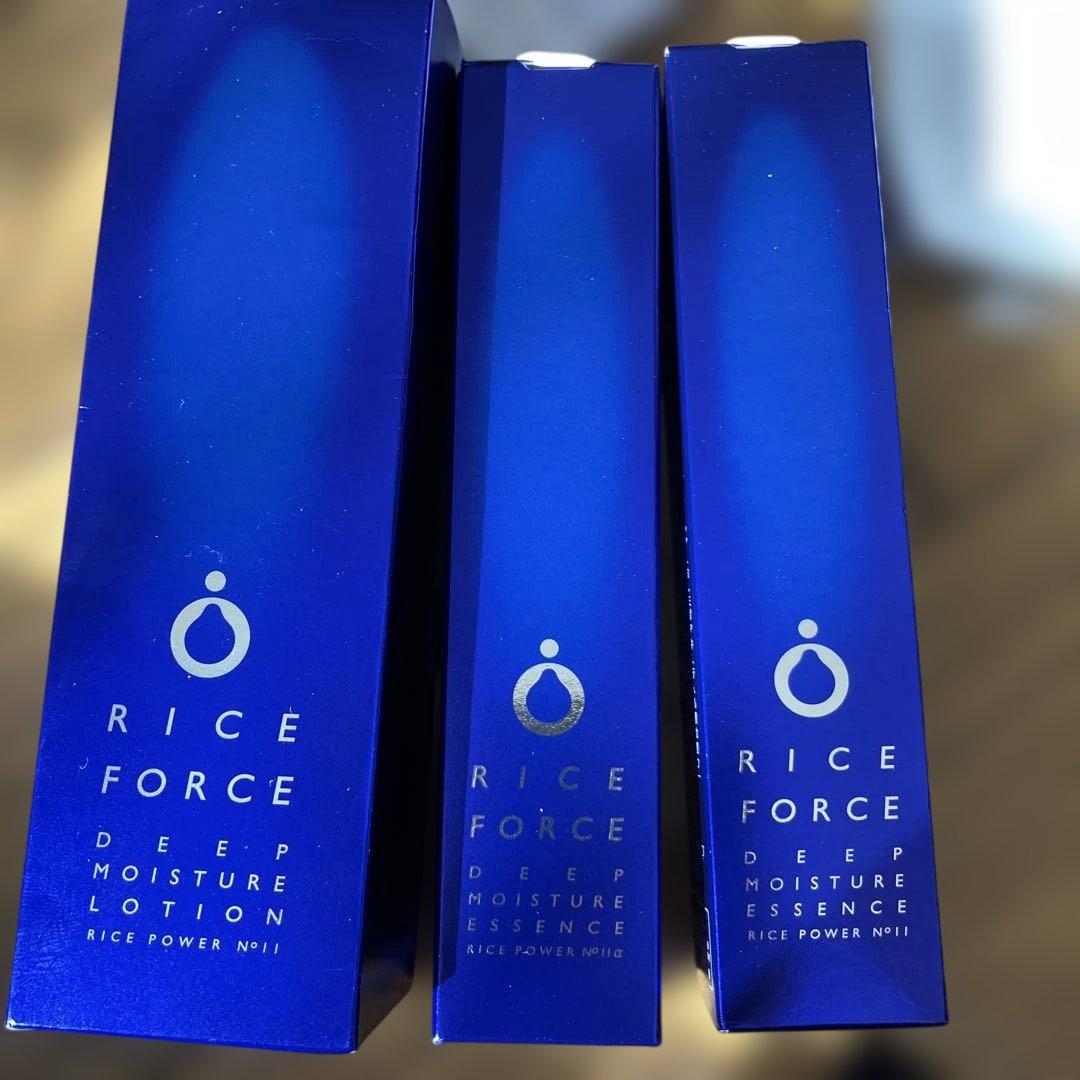 RICE
FORCE
DEEP
MOISTURE
LOTION
RICE POWER Nº11
RICE
FORCE
DEEP
MOISTURE
ESSENCE
RICE POWER Nº11α
RICE
FORCE
DEEP
MOISTURE
ESSENCE
RICE POWER Nº11